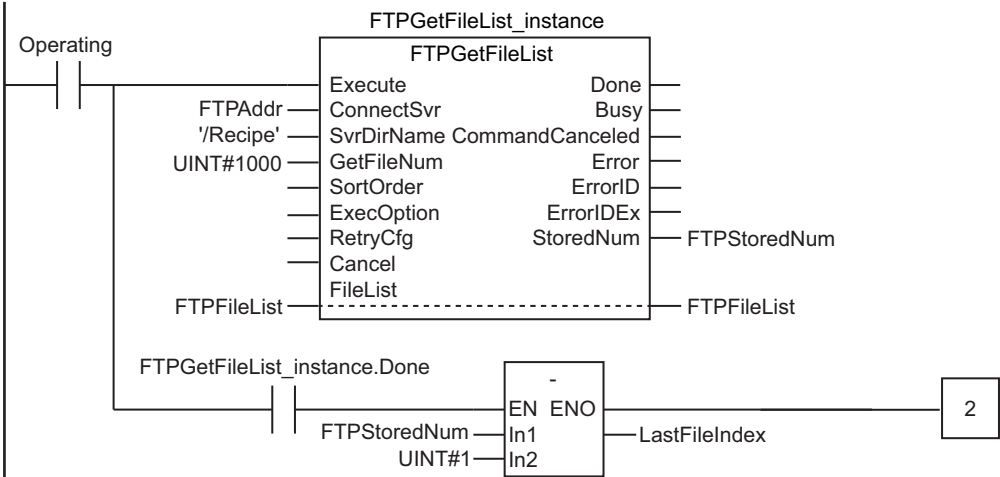 FTPGetFileList_instance
Operating
FTPGetFileList
Execute Done
FTPAddr ConnectSvr Busy
'/Recipe' SvrDirName CommandCanceled
UINT#1000 GetFileNum Error
SortOrder ErrorID
ExecOption ErrorIDEx
RetryCfg StoredNum FTPStoredNum
Cancel
FileList
FTPFileList FTPFileList
FTPGetFileList_instance.Done
-
EN ENO 2
FTPStoredNum In1 LastFileIndex
UINT#1 In2